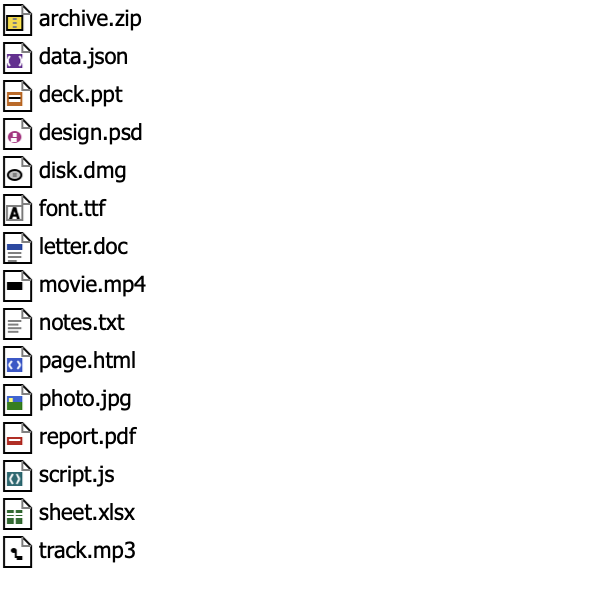 archive.zip
data.json
deck.ppt
design.psd
disk.dmg
font.ttf
letter.doc
movie.mp4
notes.txt
page.html
photo.jpg
report.pdf
script.js
sheet.xlsx
track.mp3